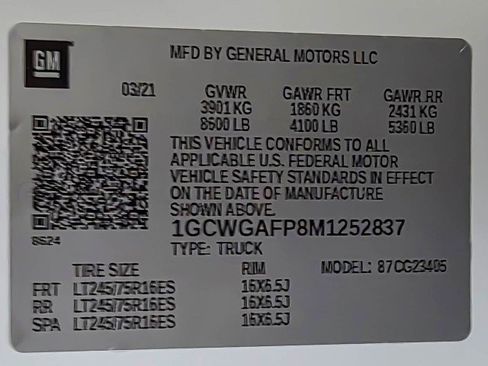 GM
MFD BY GENERAL MOTORS LLC
03/21 GVWR GAWR FRT GAWR RR
3901 KG 1860 KG 2431 KG
8600 LB 4100 LB 5360 LB
THIS VEHICLE CONFORMS TO ALL
APPLICABLE U.S. FEDERAL MOTOR
VEHICLE SAFETY STANDARDS IN EFFECT
ON THE DATE OF MANUFACTURE
SHOWN ABOVE.
1GCWGAFP8M1252837
8624 TYPE: TRUCK
TIRE SIZE RIM MODEL: 87CG23405
FRT LT245/75R16ES 16X6.5J
RR LT245/75R16ES 16X6.5J
SPA LT245/75R16ES 16X6.5J